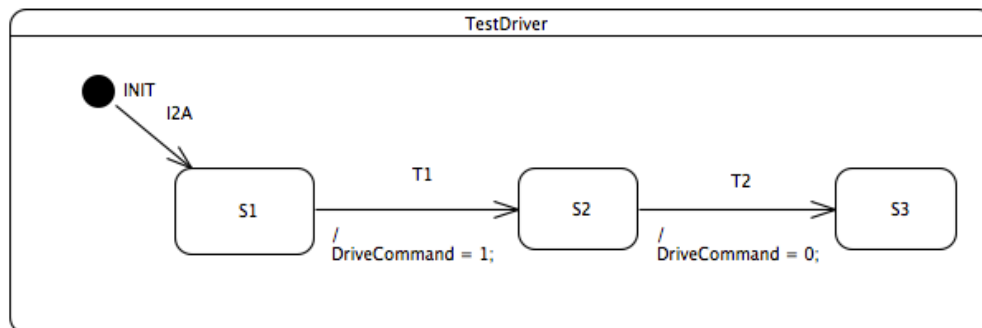 TestDriver
INIT
I2A
S1
T1
/
DriveCommand = 1;
S2
T2
/
DriveCommand = 0;
S3